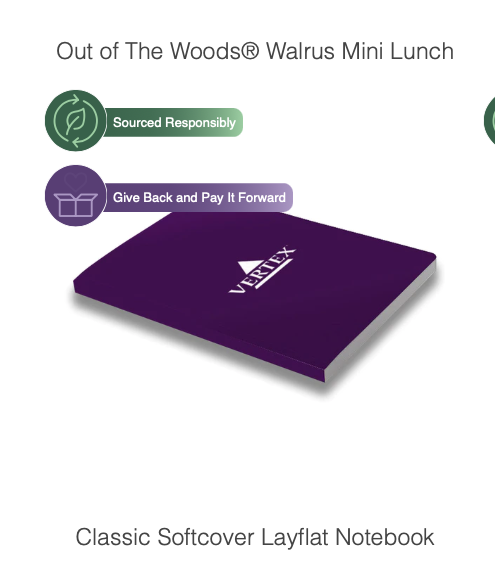 Out of The Woods® Walrus Mini Lunch
Sourced Responsibly
Give Back and Pay It Forward
VERTEX
Classic Softcover Layflat Notebook